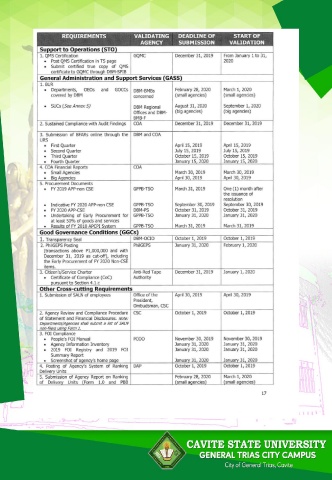 REQUIREMENTS
VALIDATING AGENCY
DEADLINE OF SUBMISSION
START OF VALIDATION
Support to Operations (STO)
1. QMS Certification
• Post QMS Certification in TS page
• Submit certified true copy of QMS certificate to GQMC through DBM-SPIB
GQMC
December 31, 2019
From January 1 to 31, 2020
General Administration and Support Services (GASS)
1. BUR
• Departments, OEOs and GOCCs covered by DBM
DBM-BMBs concerned
February 28, 2020 (small agencies)
March 1, 2020 (small agencies)
• SUCs (See Annex 5)
DBM Regional Offices and DBM-
August 31, 2020 (big agencies)
September 1, 2020 (big agencies)
2. Sustained Compliance with Audit Findings
COA
December 31, 2019
December 31, 2019
3. Submission of BFARs online through the URS
DBM and COA
• First Quarter
April 15, 2019
April 15, 2019
• Second Quarter
July 15, 2019
July 15, 2019
• Third Quarter
October 15, 2019
October 15, 2019
• Fourth Quarter
January 15, 2020
January 15, 2020
4. COA Financial Reports
COA
• Small Agencies
March 30, 2019
March 30, 2019
• Big Agencies
April 30, 2019
April 30, 2019
5. Procurement Documents
• FY 2019 APP-non CSE
GPPB-TSO
March 31, 2019
One (1) month after the issuance of resolution
• Indicative FY 2020 APP-non CSE
GPPB-TSO
September 30, 2019
September 30, 2019
• FY 2020 APP-CSE
DBM-PS
October 31, 2019
October 31, 2019
• Undertaking of Early Procurement for at least 50% of goods and services
GPPB-TSO
January 31, 2020
January 31, 2020
• Results of FY 2018 APCPI System
GPPB-TSO
March 31, 2019
March 31, 2019
Good Governance Conditions (GGCs)
1. Transparency Seal
DBM-OCIO
October 1, 2019
October 1, 2019
2. PhilGEPS Posting
(transactions above P1,000,000 and with December 31, 2019 as cut-off), including the Early Procurement of FY 2020 Non-CSE items.
PhilGEPS
January 31, 2020
February 1, 2020
3. Citizen's/Service Charter
• Certificate of Compliance (CoC) pursuant to Section 4.1.c
Anti-Red Tape Authority
December 31, 2019
January 1, 2020
Other Cross-cutting Requirements
1. Submission of SALN of employees
Office of the President, Ombudsman, CSC
April 30, 2019
April 30, 2019
2. Agency Review and Compliance Procedure of Statement and Financial Disclosures. Note: Departments/Agencies shall submit a list of SALN non-filers using Form 3.
CSC
October 1, 2019
October 1, 2019
3. FOI Compliance
PCOO
• People's FOI Manual
November 30, 2019
November 30, 2019
• Agency Information Inventory
January 31, 2020
January 31, 2020
• 2019 FOI Registry and 2019 FOI Summary Report
January 31, 2020
January 31, 2020
• Screenshot of agency's home page
January 31, 2020
January 31, 2020
4. Posting of Agency's System of Ranking Delivery Units
DAP
October 1, 2019
October 1, 2019
5. Submission of Agency Report on Ranking of Delivery Units (Form 1.0 and PBB
February 28, 2020 (small agencies)
March 1, 2020 (small agencies)
17
CAVITE STATE UNIVERSITY
GENERAL TRIAS CITY CAMPUS
City of General Trias, Cavite